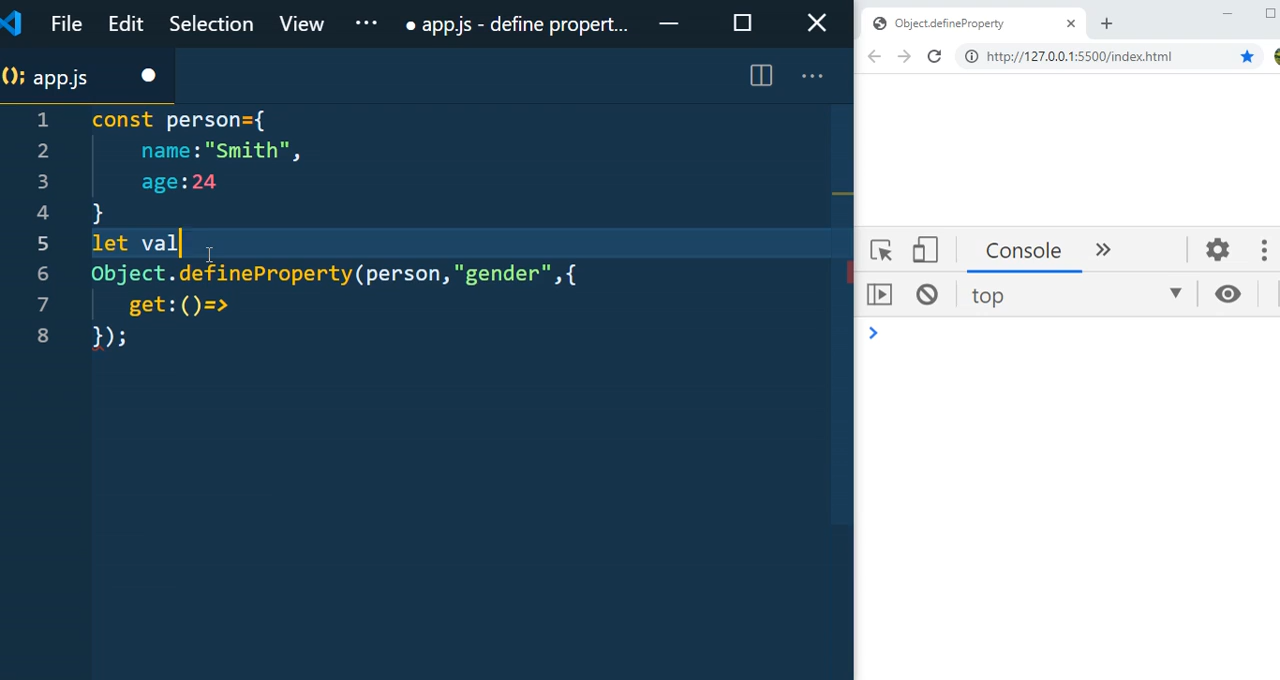 File Edit Selection View ··· ● app.js - define propert...
(); app.js ● ···
1 const person={
2 name:"Smith",
3 age:24
4 }
5 let val
6 Object.defineProperty(person,"gender",{
7 get:()=>
8 });
Object.defineProperty
http://127.0.0.1:5500/index.html
Console »
top ▼
>